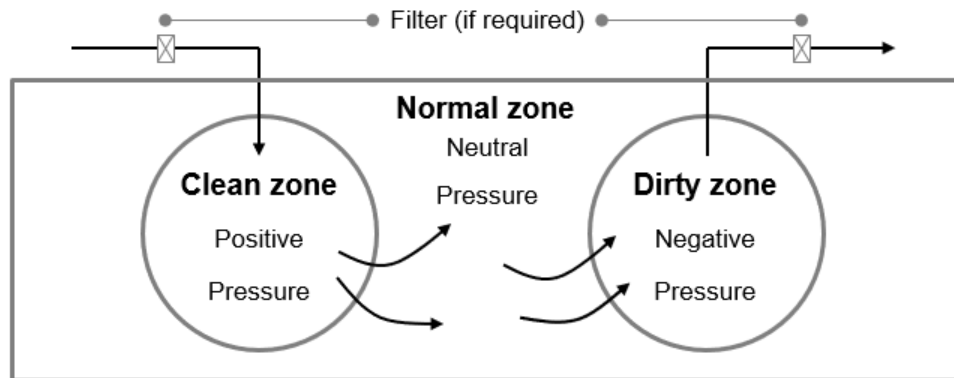 Filter (if required)
Normal zone
Neutral
Pressure
Clean zone
Positive
Pressure
Dirty zone
Negative
Pressure